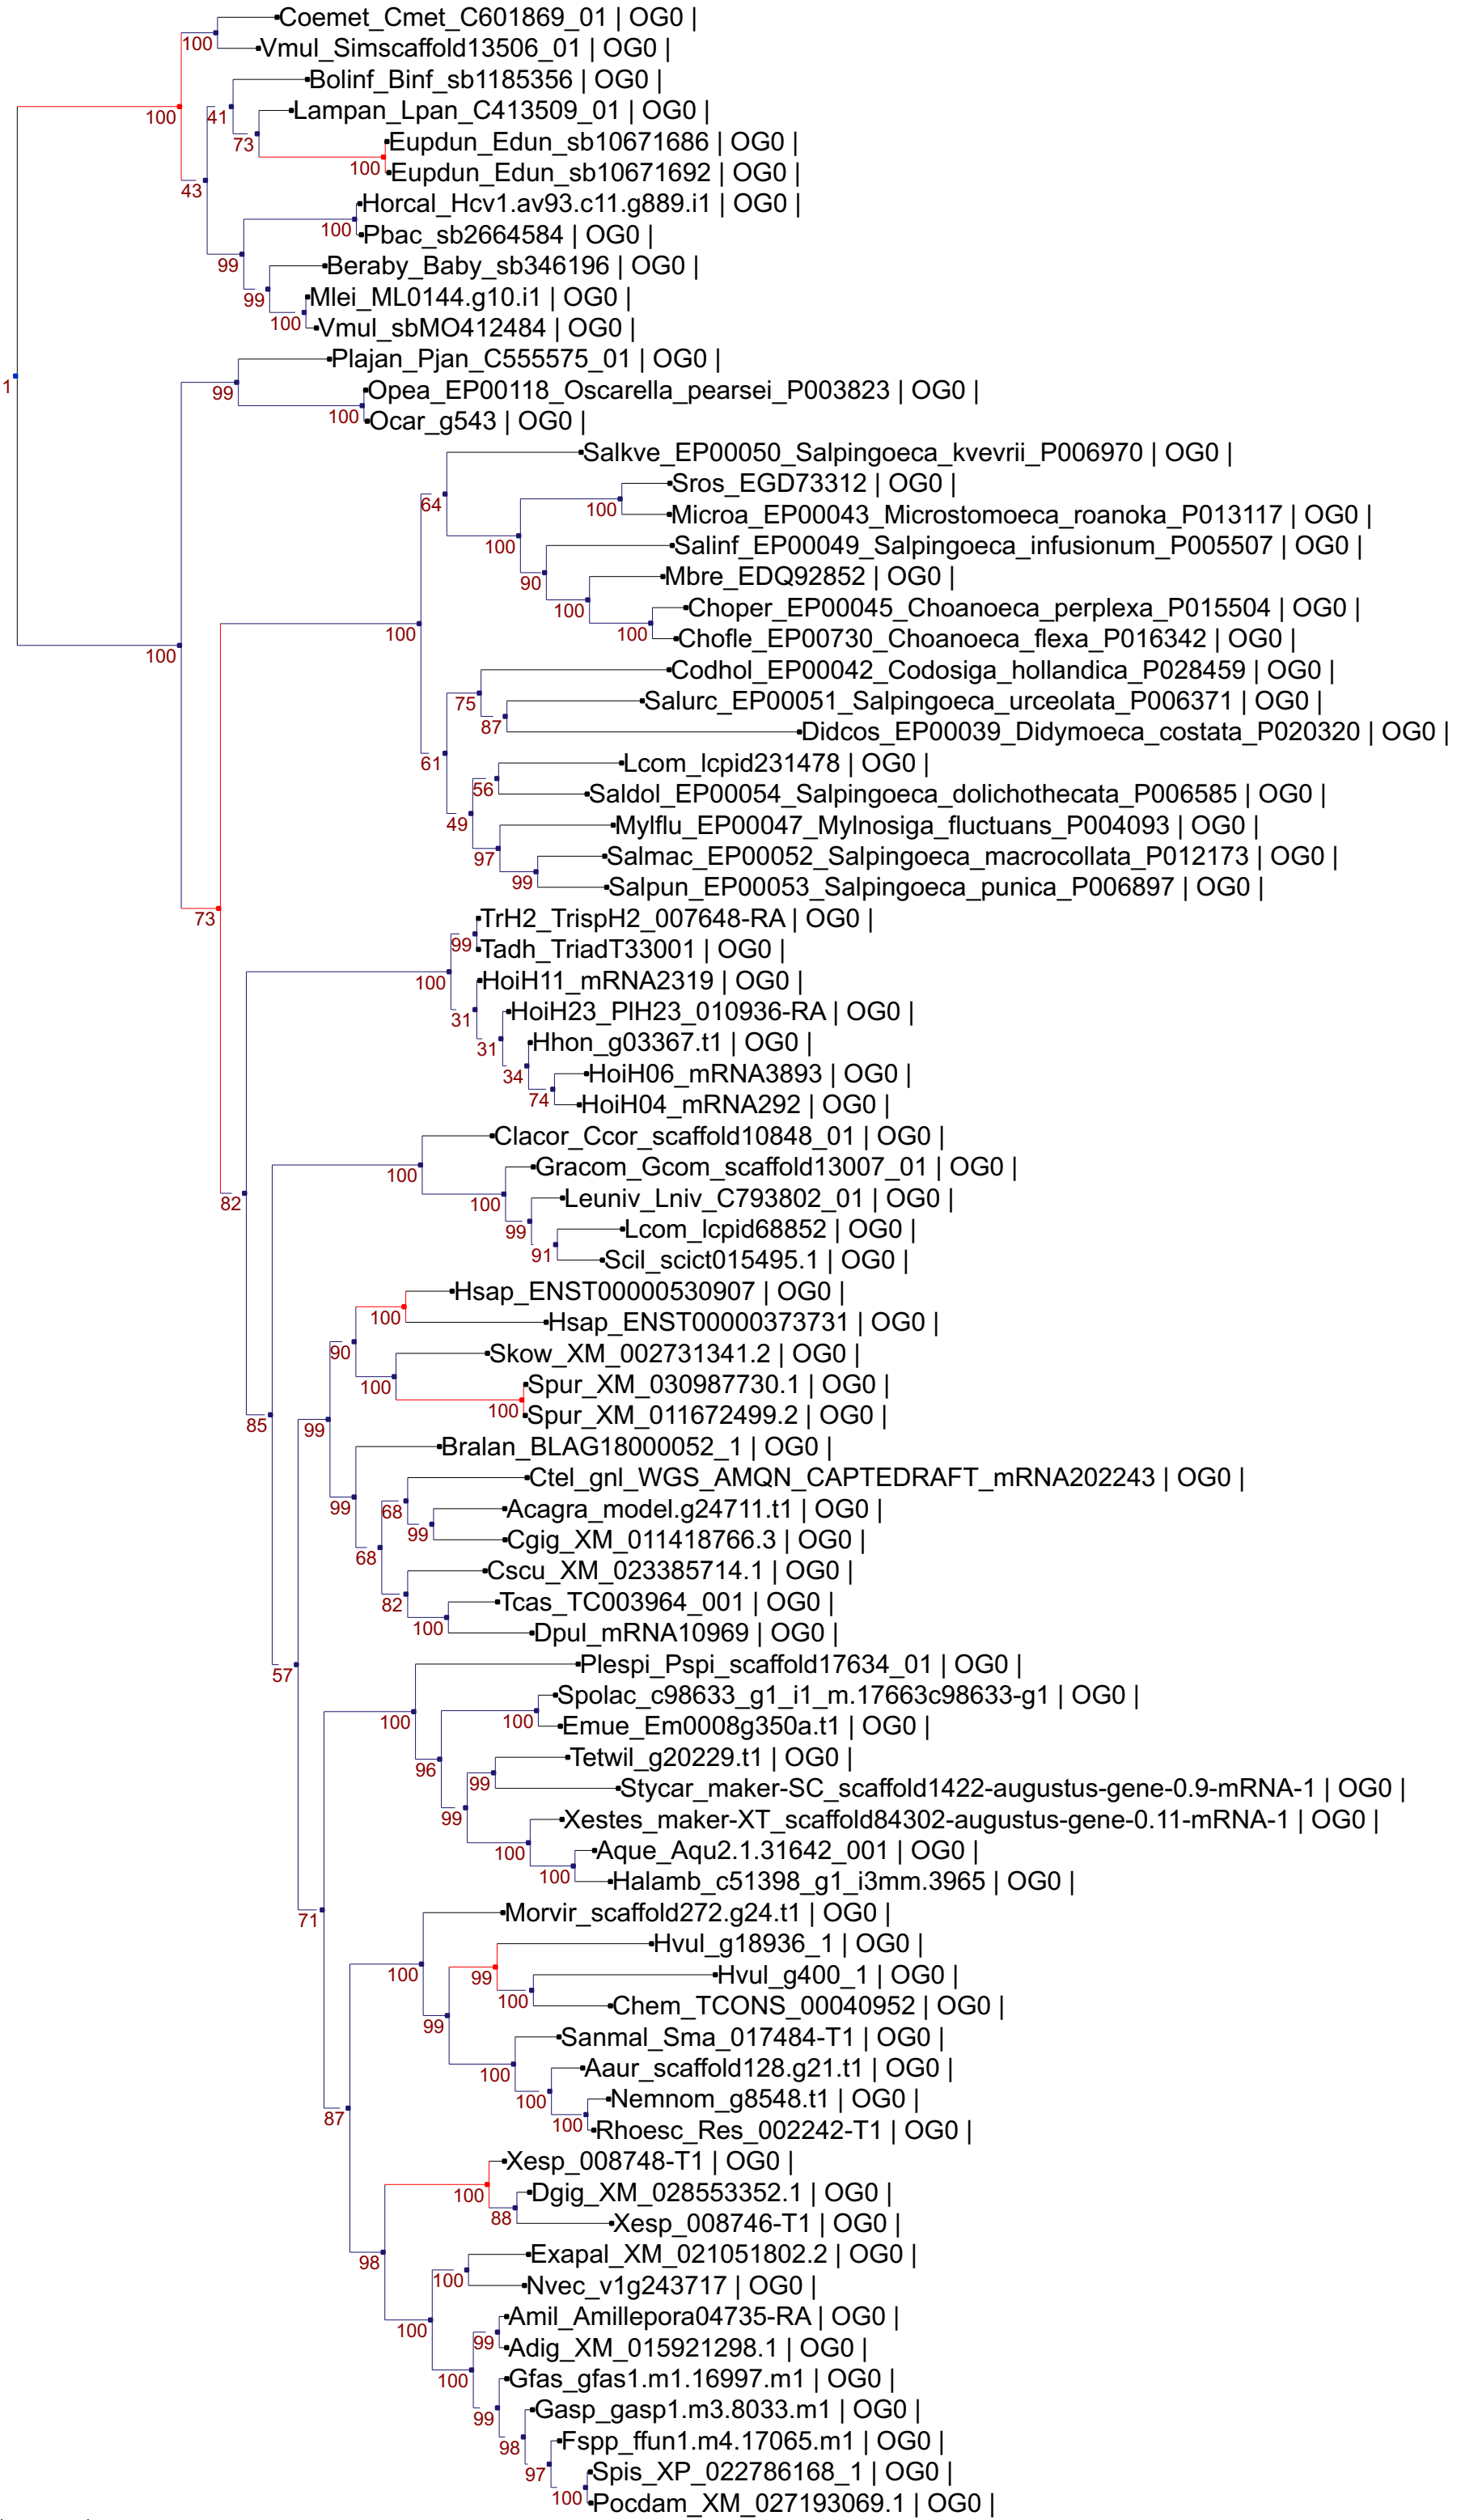 Coemet_Cmet_C601869_01 | OG0 |
100
Vmul_Simscaffold13506_01 | OG0 |
Bolinf_Binf_sb1185356 | OG0 |
100
41
Lampan_Lpan_C413509_01 | OG0 |
73
Eupdun_Edun_sb10671686 | OG0 |
100
Eupdun_Edun_sb10671692 | OG0 |
43
Horcal_Hcv1.av93.c11.g889.i1 | OG0 |
100
Pbac_sb2664584 | OG0 |
99
Beraby_Baby_sb346196 | OG0 |
99
Mlei_ML0144.g10.i1 | OG0 |
100
Vmul_sbMO412484 | OG0 |
Plajan_Pjan_C555575_01 | OG0 |
1
99
Opea_EP00118_Oscarella_pearsei_P003823 | OG0 |
100
Ocar_g543 | OG0 |
Salkve_EP00050_Salpingoeca_kvevrii_P006970 | OG0 |
Sros_EGD73312 | OG0 |
64
100
Microa_EP00043_Microstomoeca_roanoka_P013117 | OG0 |
100
Salinf_EP00049_Salpingoeca_infusionum_P005507 | OG0 |
90
Mbre_EDQ92852 | OG0 |
100
Choper_EP00045_Choanoeca_perplexa_P015504 | OG0 |
100
100
Chofle_EP00730_Choanoeca_flexa_P016342 | OG0 |
100
Codhol_EP00042_Codosiga_hollandica_P028459 | OG0 |
75
Salurc_EP00051_Salpingoeca_urceolata_P006371 | OG0 |
87
Didcos_EP00039_Didymoeca_costata_P020320 | OG0 |
61
Lcom_lcpid231478 | OG0 |
56
Saldol_EP00054_Salpingoeca_dolichothecata_P006585 | OG0 |
49
Mylflu_EP00047_Mylnosiga_fluctuans_P004093 | OG0 |
97
Salmac_EP00052_Salpingoeca_macrocollata_P012173 | OG0 |
99
Salpun_EP00053_Salpingoeca_punica_P006897 | OG0 |
73
TrH2_TrispH2_007648-RA | OG0 |
99
Tadh_TriadT33001 | OG0 |
100
HoiH11_mRNA2319 | OG0 |
31
HoiH23_PlH23_010936-RA | OG0 |
31
Hhon_g03367.t1 | OG0 |
34
HoiH06_mRNA3893 | OG0 |
74
HoiH04_mRNA292 | OG0 |
Clacor_Ccor_scaffold10848_01 | OG0 |
100
Gracom_Gcom_scaffold13007_01 | OG0 |
82
100
Leuniv_Lniv_C793802_01 | OG0 |
99
Lcom_lcpid68852 | OG0 |
91
Scil_scict015495.1 | OG0 |
Hsap_ENST00000530907 | OG0 |
100
Hsap_ENST00000373731 | OG0 |
90
Skow_XM_002731341.2 | OG0 |
100
Spur_XM_030987730.1 | OG0 |
100
Spur_XM_011672499.2 | OG0 |
85
99
Bralan_BLAG18000052_1 | OG0 |
Ctel_gnl_WGS_AMQN_CAPTEDRAFT_mRNA202243 | OG0 |
99
68
Acagra_model.g24711.t1 | OG0 |
99
Cgig_XM_011418766.3 | OG0 |
68
Cscu_XM_023385714.1 | OG0 |
82
Tcas_TC003964_001 | OG0 |
100
Dpul_mRNA10969 | OG0 |
57
Plespi_Pspi_scaffold17634_01 | OG0 |
Spolac_c98633_g1_i1_m.17663c98633-g1 | OG0 |
100
100
Emue_Em0008g350a.t1 | OG0 |
96
Tetwil_g20229.t1 | OG0 |
99
Stycar_maker-SC_scaffold1422-augustus-gene-0.9-mRNA-1 | OG0 |
99
Xestes_maker-XT_scaffold84302-augustus-gene-0.11-mRNA-1 | OG0 |
100
Aque_Aqu2.1.31642_001 | OG0 |
100
Halamb_c51398_g1_i3mm.3965 | OG0 |
71
Morvir_scaffold272.g24.t1 | OG0 |
Hvul_g18936_1 | OG0 |
100
99
Hvul_g400_1 | OG0 |
100
Chem_TCONS_00040952 | OG0 |
99
Sanmal_Sma_017484-T1 | OG0 |
100
Aaur_scaffold128.g21.t1 | OG0 |
100
Nemnom_g8548.t1 | OG0 |
87
100
Rhoesc_Res_002242-T1 | OG0 |
Xesp_008748-T1 | OG0 |
100
Dgig_XM_028553352.1 | OG0 |
88
Xesp_008746-T1 | OG0 |
98
Exapal_XM_021051802.2 | OG0 |
100
Nvec_v1g243717 | OG0 |
100
Amil_Amillepora04735-RA | OG0 |
99
Adig_XM_015921298.1 | OG0 |
100
Gfas_gfas1.m1.16997.m1 | OG0 |
99
Gasp_gasp1.m3.8033.m1 | OG0 |
98
Fspp_ffun1.m4.17065.m1 | OG0 |
97
Spis_XP_022786168_1 | OG0 |
100
Pocdam_XM_027193069.1 | OG0 |